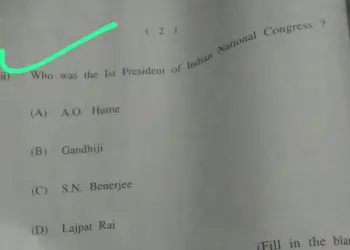 ( 2 )
ii) Who was the 1st President of Indian National Congress ?
(A) A.O. Hume
(B) Gandhiji
(C) S.N. Benerjee
(D) Lajpat Rai
(Fill in the